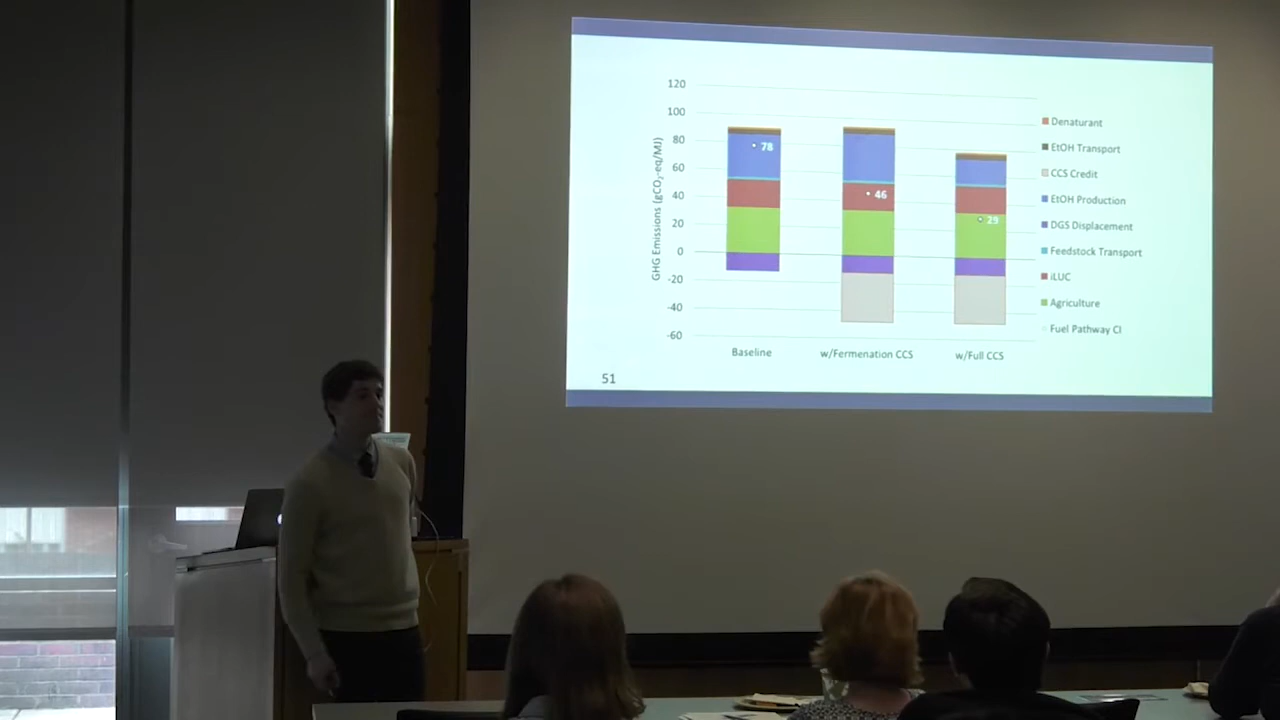 120
100
80
60
40
20
0
-20
-40
-60
GHG Emissions (gCO₂-eq/MJ)
78
46
29
Baseline
w/Fermenation CCS
w/Full CCS
Denaturant
EtOH Transport
CCS Credit
EtOH Production
DGS Displacement
Feedstock Transport
iLUC
Agriculture
Fuel Pathway CI
51